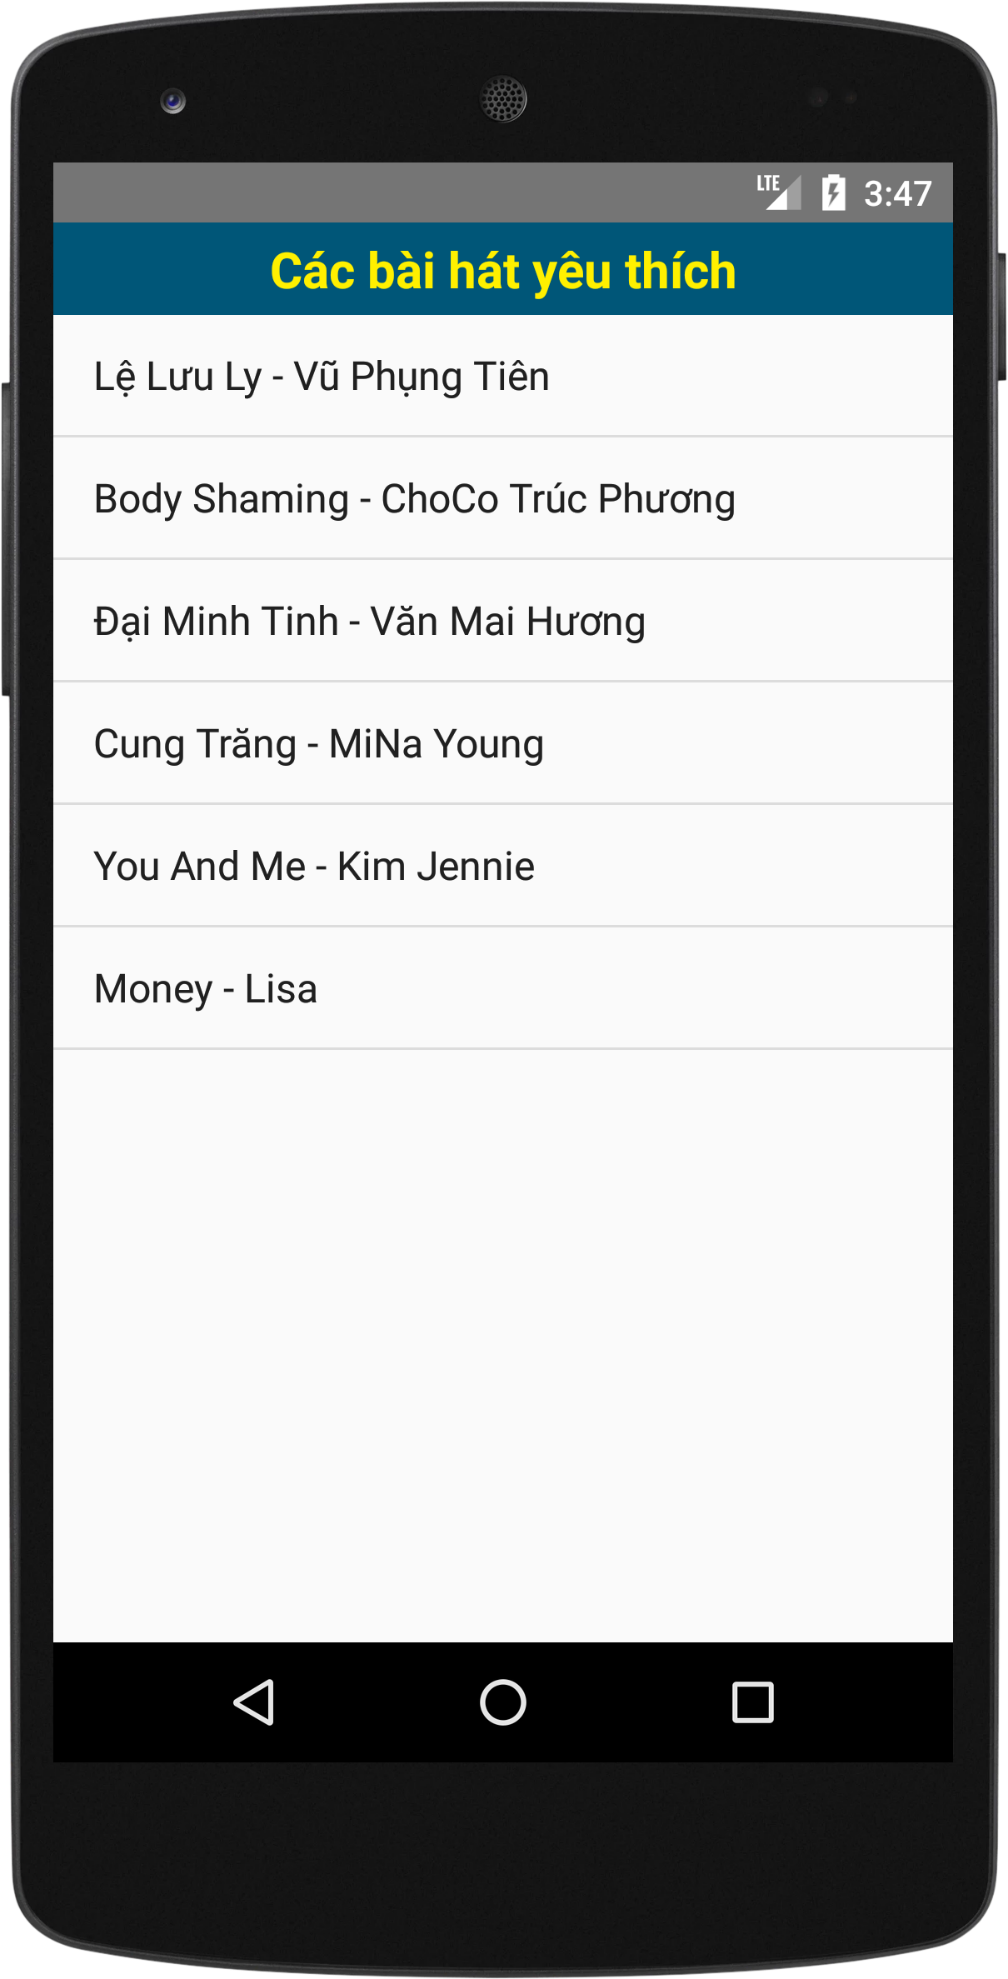 LTE 3:47
Các bài hát yêu thích
Lệ Lưu Ly - Vũ Phụng Tiên
Body Shaming - ChoCo Trúc Phương
Đại Minh Tinh - Văn Mai Hương
Cung Trăng - MiNa Young
You And Me - Kim Jennie
Money - Lisa